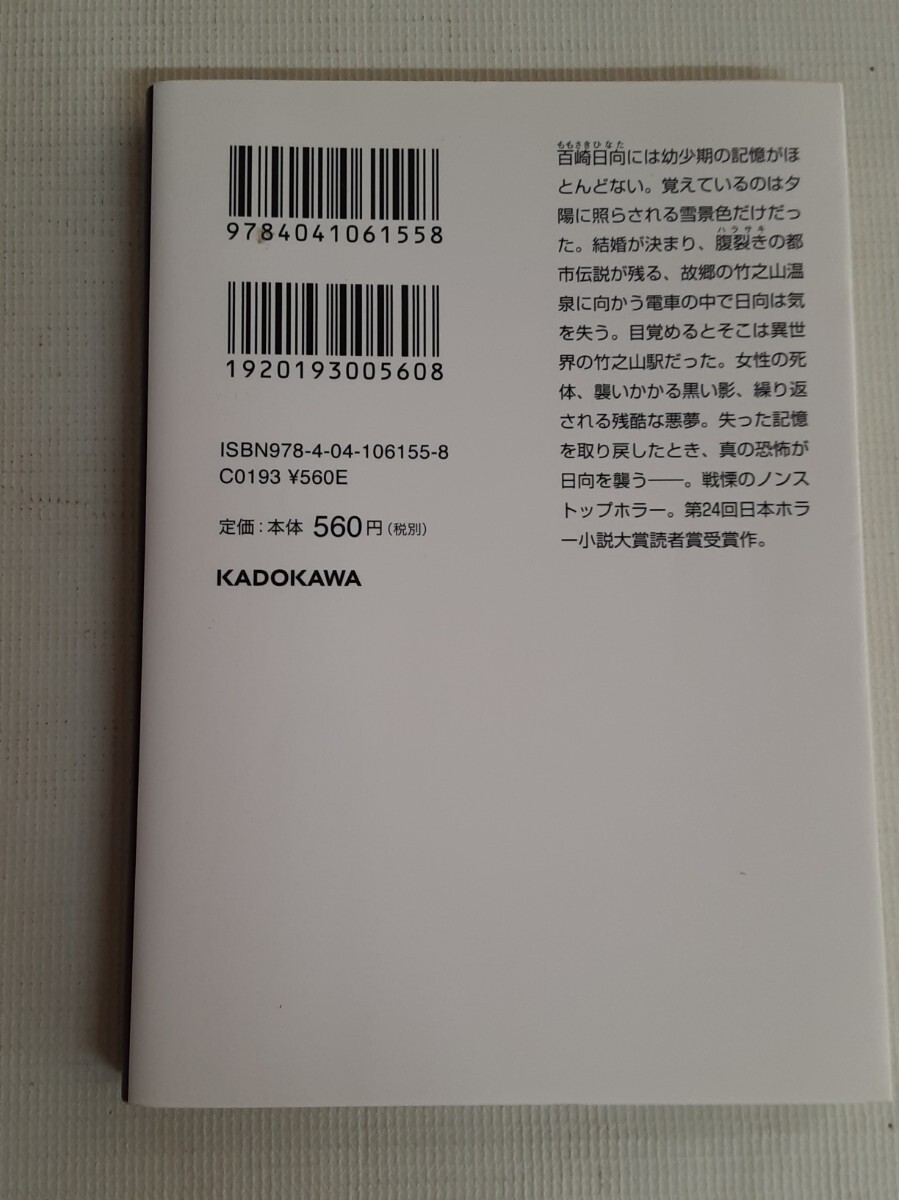 9784041061558
1920193005608
ISBN978-4-04-106155-8
C0193 ¥560E
定価：本体 560円（税別）
KADOKAWA
ももさきひなた
百崎日向には幼少期の記憶がほ
とんどない。覚えているのは夕
陽に照らされる雪景色だけだっ
ハラサキ
た。結婚が決まり、腹裂きの都
市伝説が残る、故郷の竹之山温
泉に向かう電車の中で日向は気
を失う。目覚めるとそこは異世
界の竹之山駅だった。女性の死
体、襲いかかる黒い影、繰り返
される残酷な悪夢。失った記憶
を取り戻したとき、真の恐怖が
日向を襲う――。戦慄のノンス
トップホラー。第24回日本ホラ
ー小説大賞読者賞受賞作。